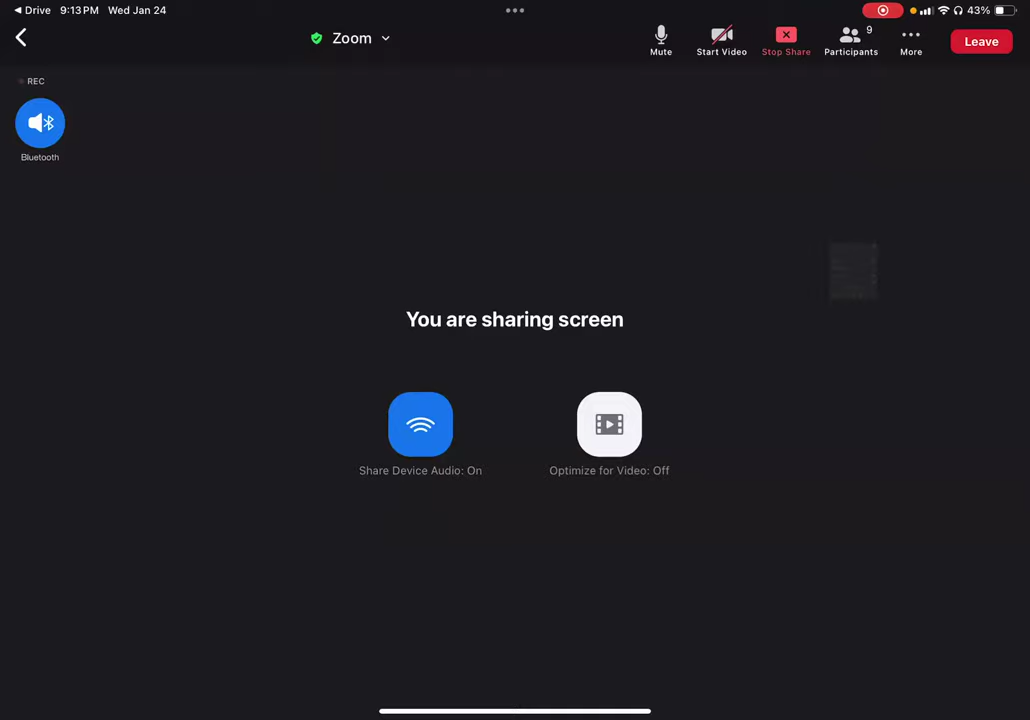 Drive 9:13 PM Wed Jan 24 43%
Zoom
Mute Start Video Stop Share Participants 9 More Leave
REC
Bluetooth
You are sharing screen
Share Device Audio: On Optimize for Video: Off